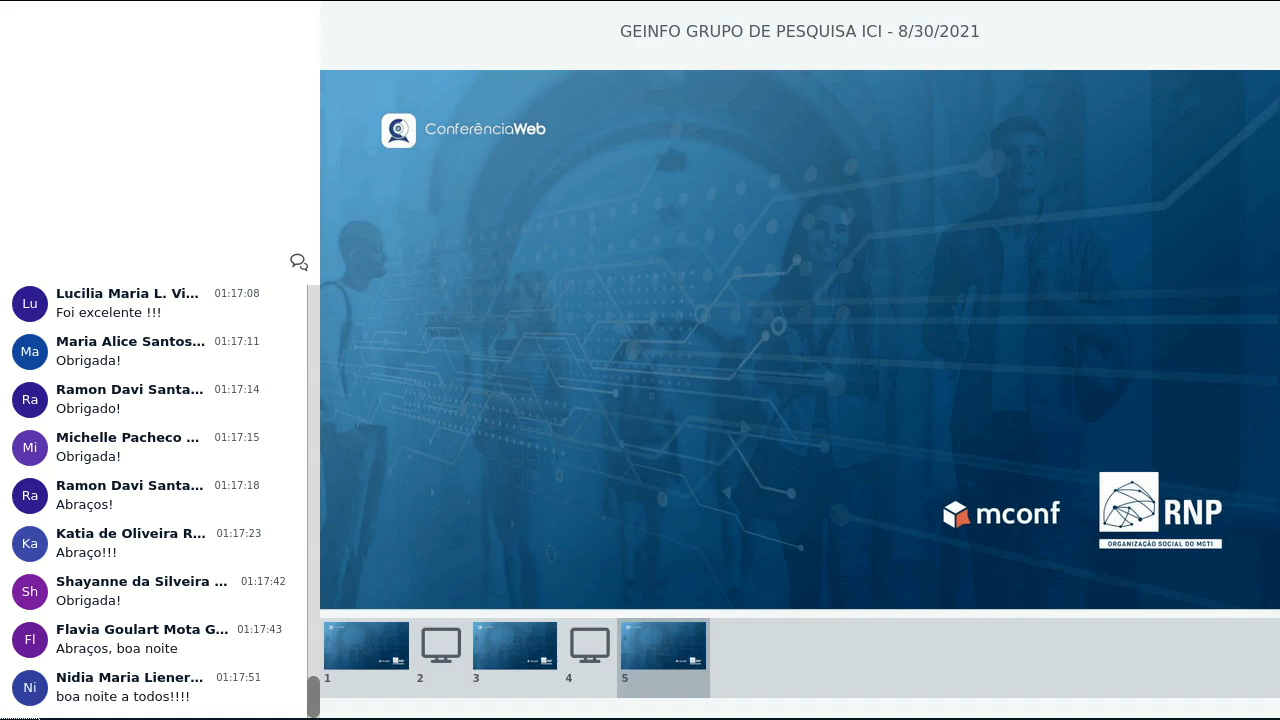 GEINFO GRUPO DE PESQUISA ICI - 8/30/2021
ConferênciaWeb
Lu
Lucilia Maria L. Vi... 01:17:08
Foi excelente !!!
Ma
Maria Alice Santos... 01:17:11
Obrigada!
Ra
Ramon Davi Santa... 01:17:14
Obrigado!
Mi
Michelle Pacheco ... 01:17:15
Obrigada!
Ra
Ramon Davi Santa... 01:17:18
Abraços!
Ka
Katia de Oliveira R... 01:17:23
Abraço!!!
Sh
Shayanne da Silveira ... 01:17:42
Obrigada!
Fl
Flavia Goulart Mota G... 01:17:43
Abraços, boa noite
Ni
Nidia Maria Liener... 01:17:51
boa noite a todos!!!!
mconf
RNP
ORGANIZAÇÃO SOCIAL DO MCTI
1 2 3 4 5